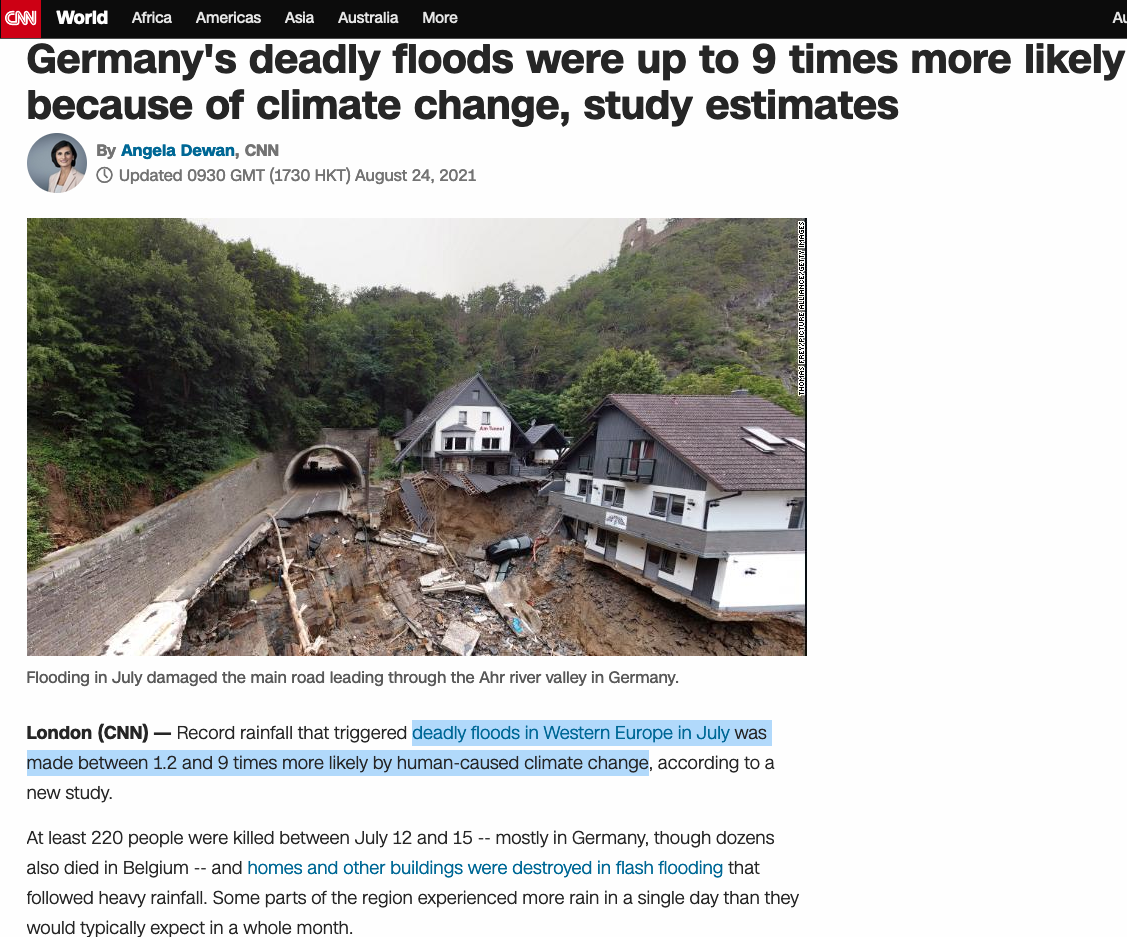 CNN World Africa Americas Asia Australia More Au
Germany's deadly floods were up to 9 times more likely
because of climate change, study estimates
By Angela Dewan, CNN
Updated 0930 GMT (1730 HKT) August 24, 2021
THOMAS FREY/PICTURE ALLIANCE/GETTY IMAGES
Am Tunnel
Flooding in July damaged the main road leading through the Ahr river valley in Germany.
London (CNN) — Record rainfall that triggered deadly floods in Western Europe in July was
made between 1.2 and 9 times more likely by human-caused climate change, according to a
new study.
At least 220 people were killed between July 12 and 15 -- mostly in Germany, though dozens
also died in Belgium -- and homes and other buildings were destroyed in flash flooding that
followed heavy rainfall. Some parts of the region experienced more rain in a single day than they
would typically expect in a whole month.